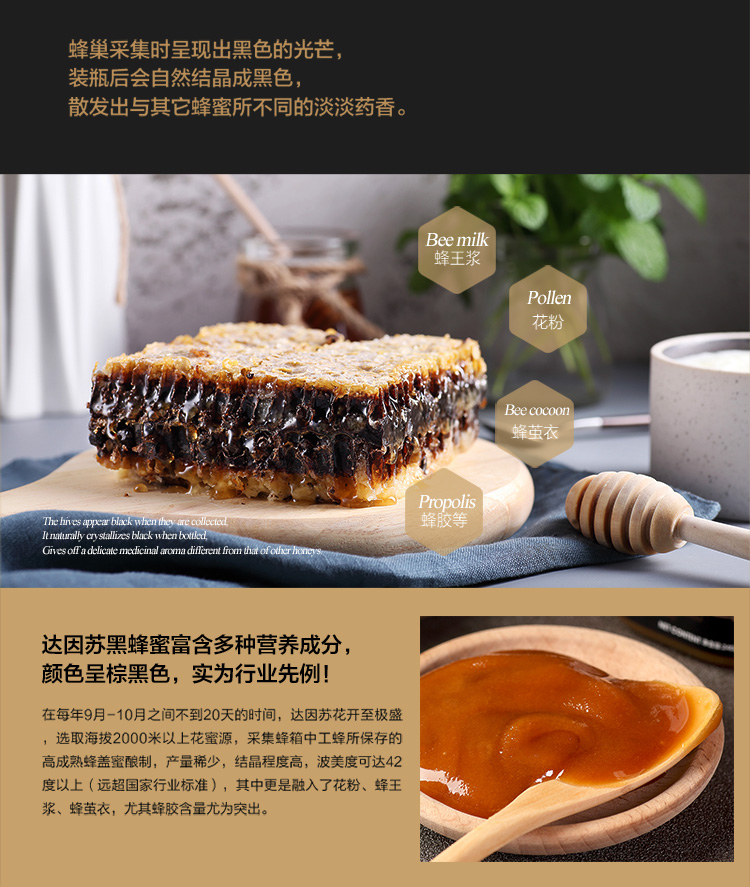 蜂巢采集时呈现出黑色的光芒，
装瓶后会自然结晶成黑色，
散发出与其它蜂蜜所不同的淡淡药香。
Bee milk
蜂王浆
Pollen
花粉
Bee cocoon
蜂茧衣
Propolis
蜂胶等
The hives appear black when they are collected,
It naturally crystallizes black when bottled,
Gives off a delicate medicinal aroma different from that of other honeys
达因苏黑蜂蜜富含多种营养成分，
颜色呈棕黑色，实为行业先例！
在每年9月-10月之间不到20天的时间，达因苏花开至极盛
，选取海拔2000米以上花蜜源，采集蜂箱中工蜂所保存的
高成熟蜂盖蜜酿制，产量稀少，结晶程度高，波美度可达42
度以上（远超国家行业标准），其中更是融入了花粉、蜂王
浆、蜂茧衣，尤其蜂胶含量尤为突出。